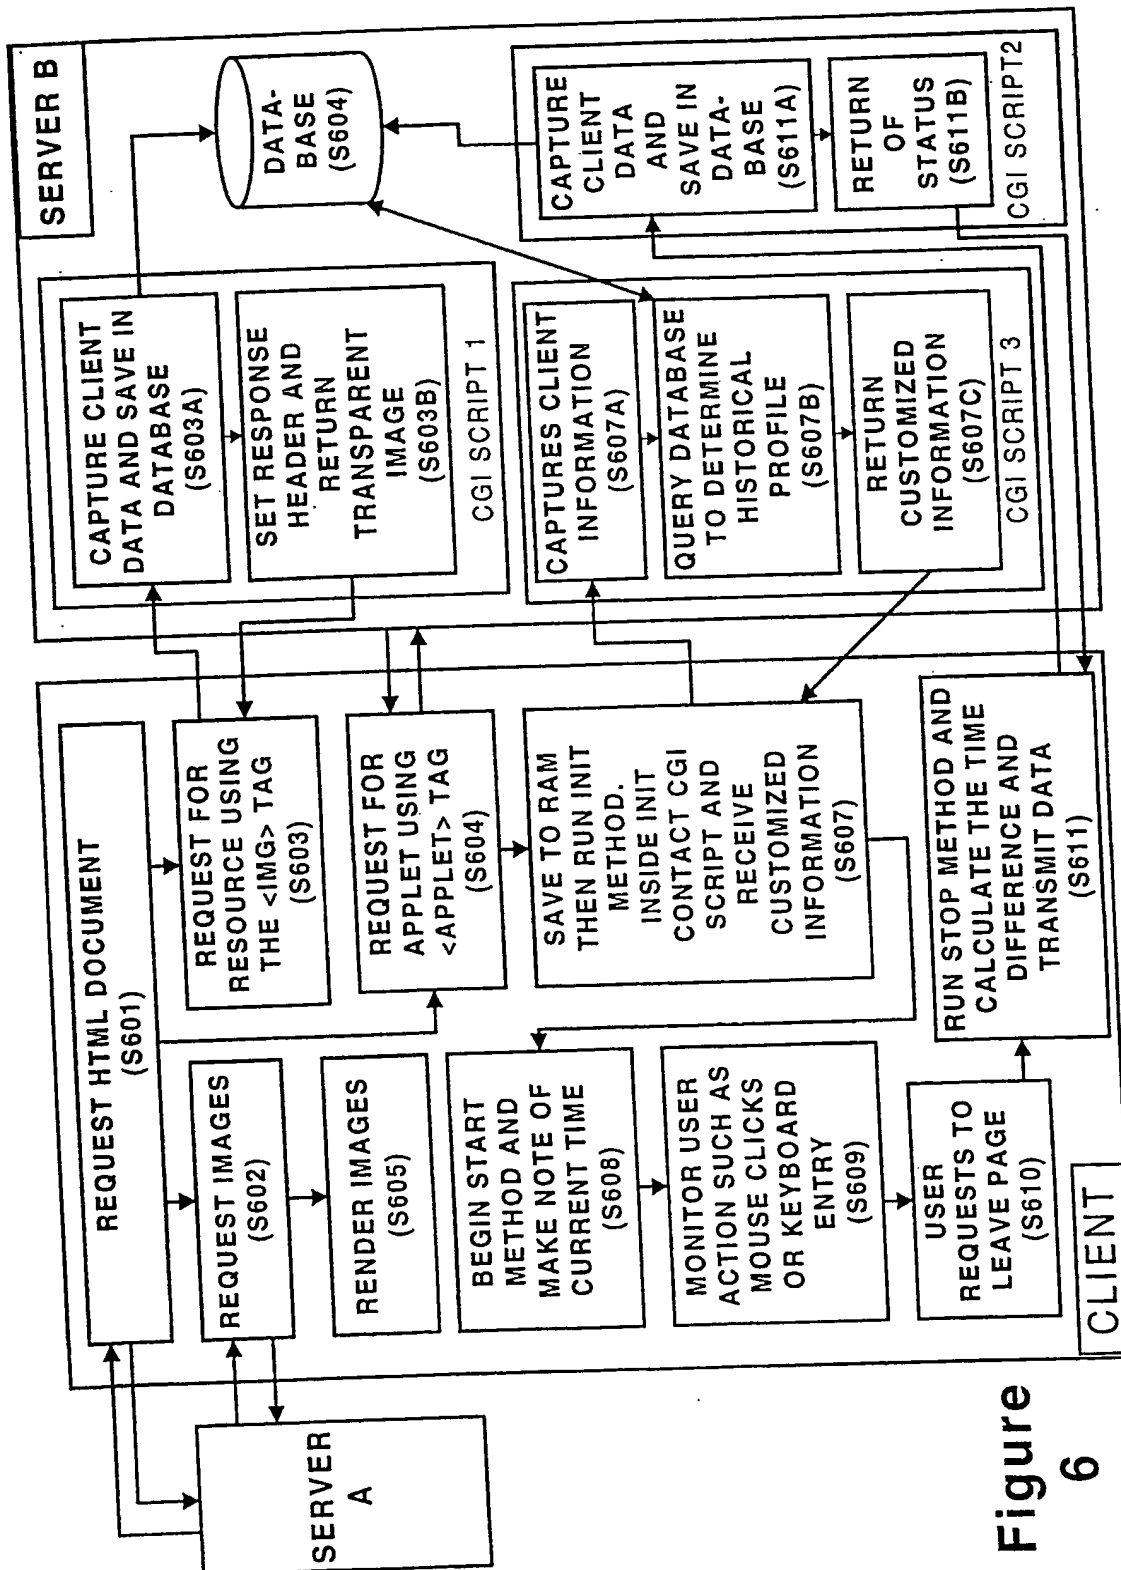 SERVER B
SERVER
A
REQUEST HTML DOCUMENT
(S601)
REQUEST IMAGES
(S602)
RENDER IMAGES
(S605)
BEGIN START
METHOD AND
MAKE NOTE OF
CURRENT TIME
(S608)
MONITOR USER
ACTION SUCH AS
MOUSE CLICKS
OR KEYBOARD
ENTRY
(S609)
USER
REQUESTS TO
LEAVE PAGE
(S610)
CLIENT
REQUEST FOR
RESOURCE USING
THE <IMG> TAG
(S603)
REQUEST FOR
APPLET USING
<APPLET> TAG
(S604)
SAVE TO RAM
THEN RUN INIT
METHOD.
INSIDE INIT
CONTACT CGI
SCRIPT AND
RECEIVE
CUSTOMIZED
INFORMATION
(S607)
RUN STOP METHOD AND
CALCULATE THE TIME
DIFFERENCE AND
TRANSMIT DATA
(S611)
CAPTURE CLIENT
DATA AND SAVE IN
DATABASE
(S603A)
SET RESPONSE
HEADER AND
RETURN
TRANSPARENT
IMAGE
(S603B)
CGI SCRIPT 1
CAPTURES CLIENT
INFORMATION
(S607A)
QUERY DATABASE
TO DETERMINE
HISTORICAL
PROFILE
(S607B)
RETURN
CUSTOMIZED
INFORMATION
(S607C)
CGI SCRIPT 3
DATA-
BASE
(S604)
CAPTURE
CLIENT
DATA
AND
SAVE IN
DATA-
BASE
(S611A)
RETURN
OF
STATUS
(S611B)
CGI SCRIPT2
Figure
6